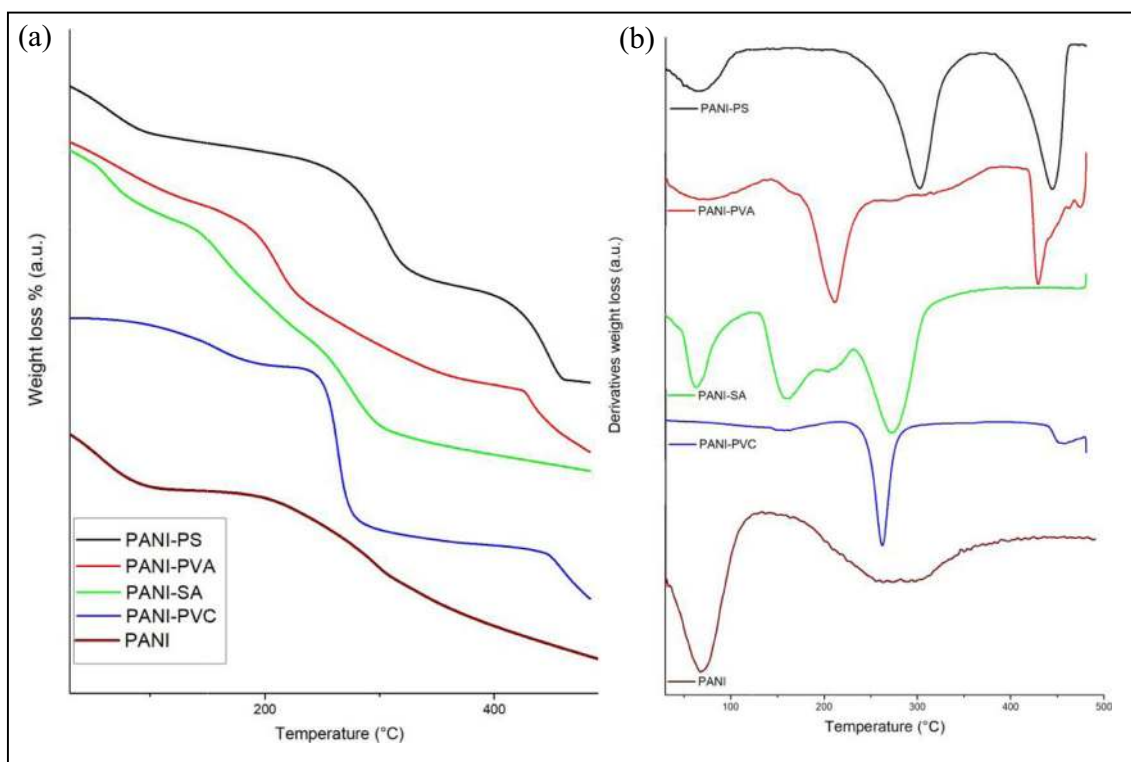 (a)
Weight loss % (a.u.)
PANI-PS
PANI-PVA
PANI-SA
PANI-PVC
PANI
200
400
Temperature (°C)
(b)
Derivatives weight loss (a.u.)
PANI-PS
PANI-PVA
PANI-SA
PANI-PVC
PANI
100
200
300
400
500
Temperature (°C)